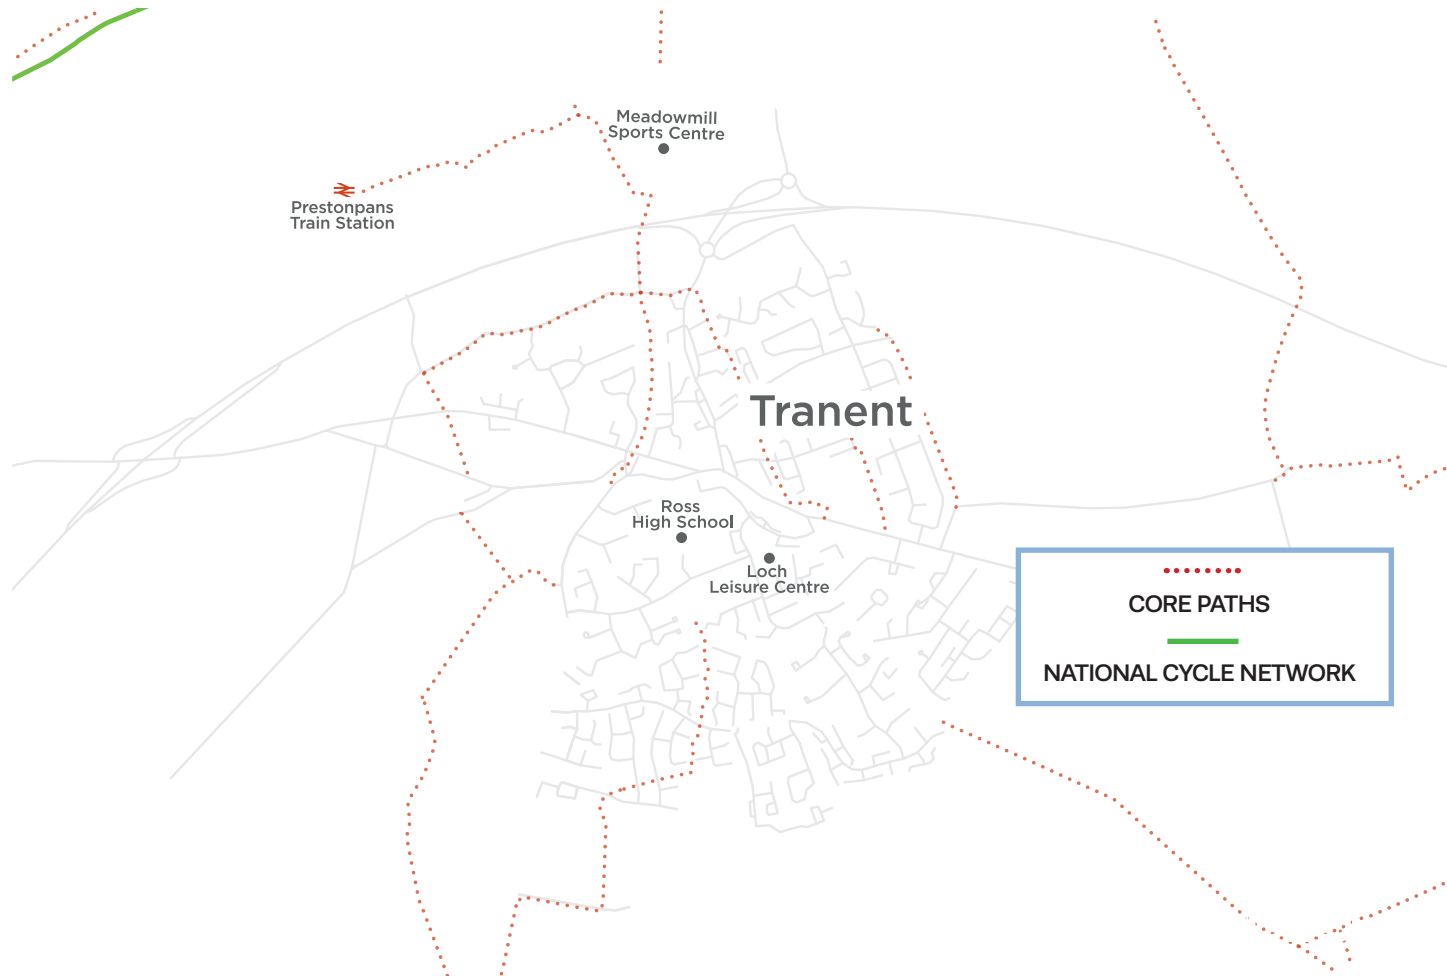 Meadowmill
Sports Centre
Prestonpans
Train Station
Tranent
Ross
High School
Loch
Leisure Centre
CORE PATHS
NATIONAL CYCLE NETWORK